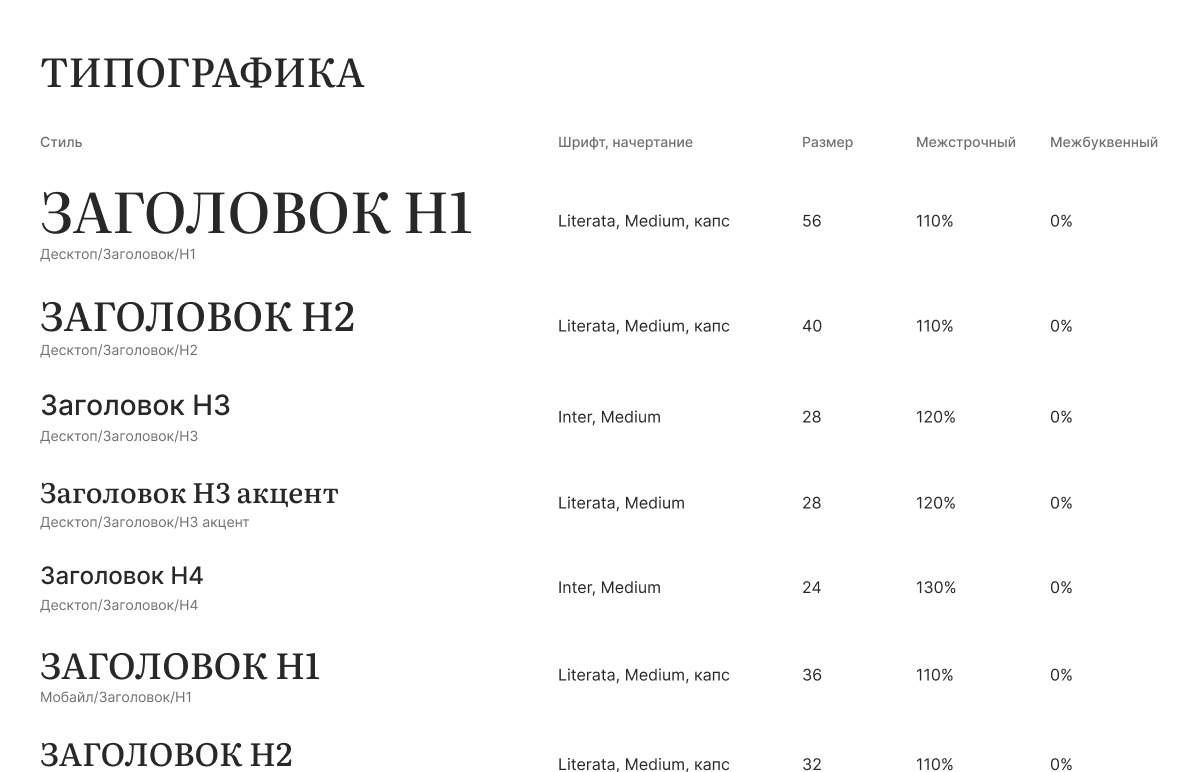 ТИПОГРАФИКА
Стиль Шрифт, начертание Размер Межстрочный Межбуквенный
ЗАГОЛОВОК H1 Literata, Medium, капс 56 110% 0%
Десктоп/Заголовок/H1
ЗАГОЛОВОК H2 Literata, Medium, капс 40 110% 0%
Десктоп/Заголовок/H2
Заголовок H3 Inter, Medium 28 120% 0%
Десктоп/Заголовок/H3
Заголовок H3 акцент Literata, Medium 28 120% 0%
Десктоп/Заголовок/H3 акцент
Заголовок H4 Inter, Medium 24 130% 0%
Десктоп/Заголовок/H4
ЗАГОЛОВОК H1 Literata, Medium, капс 36 110% 0%
Мобайл/Заголовок/H1
ЗАГОЛОВОК H2 Literata, Medium, капс 32 110% 0%